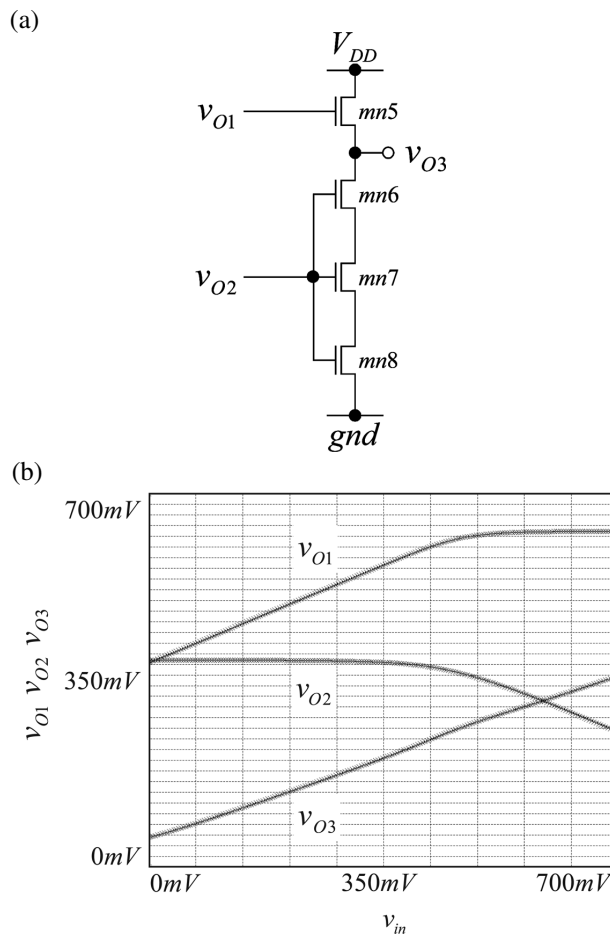 (a)
V_DD
v_O1
mn5
v_O3
mn6
v_O2
mn7
mn8
gnd
(b)
700mV
v_O1
v_O1 v_O2 v_O3
350mV
v_O2
v_O3
0mV
0mV 350mV 700mV
v_in